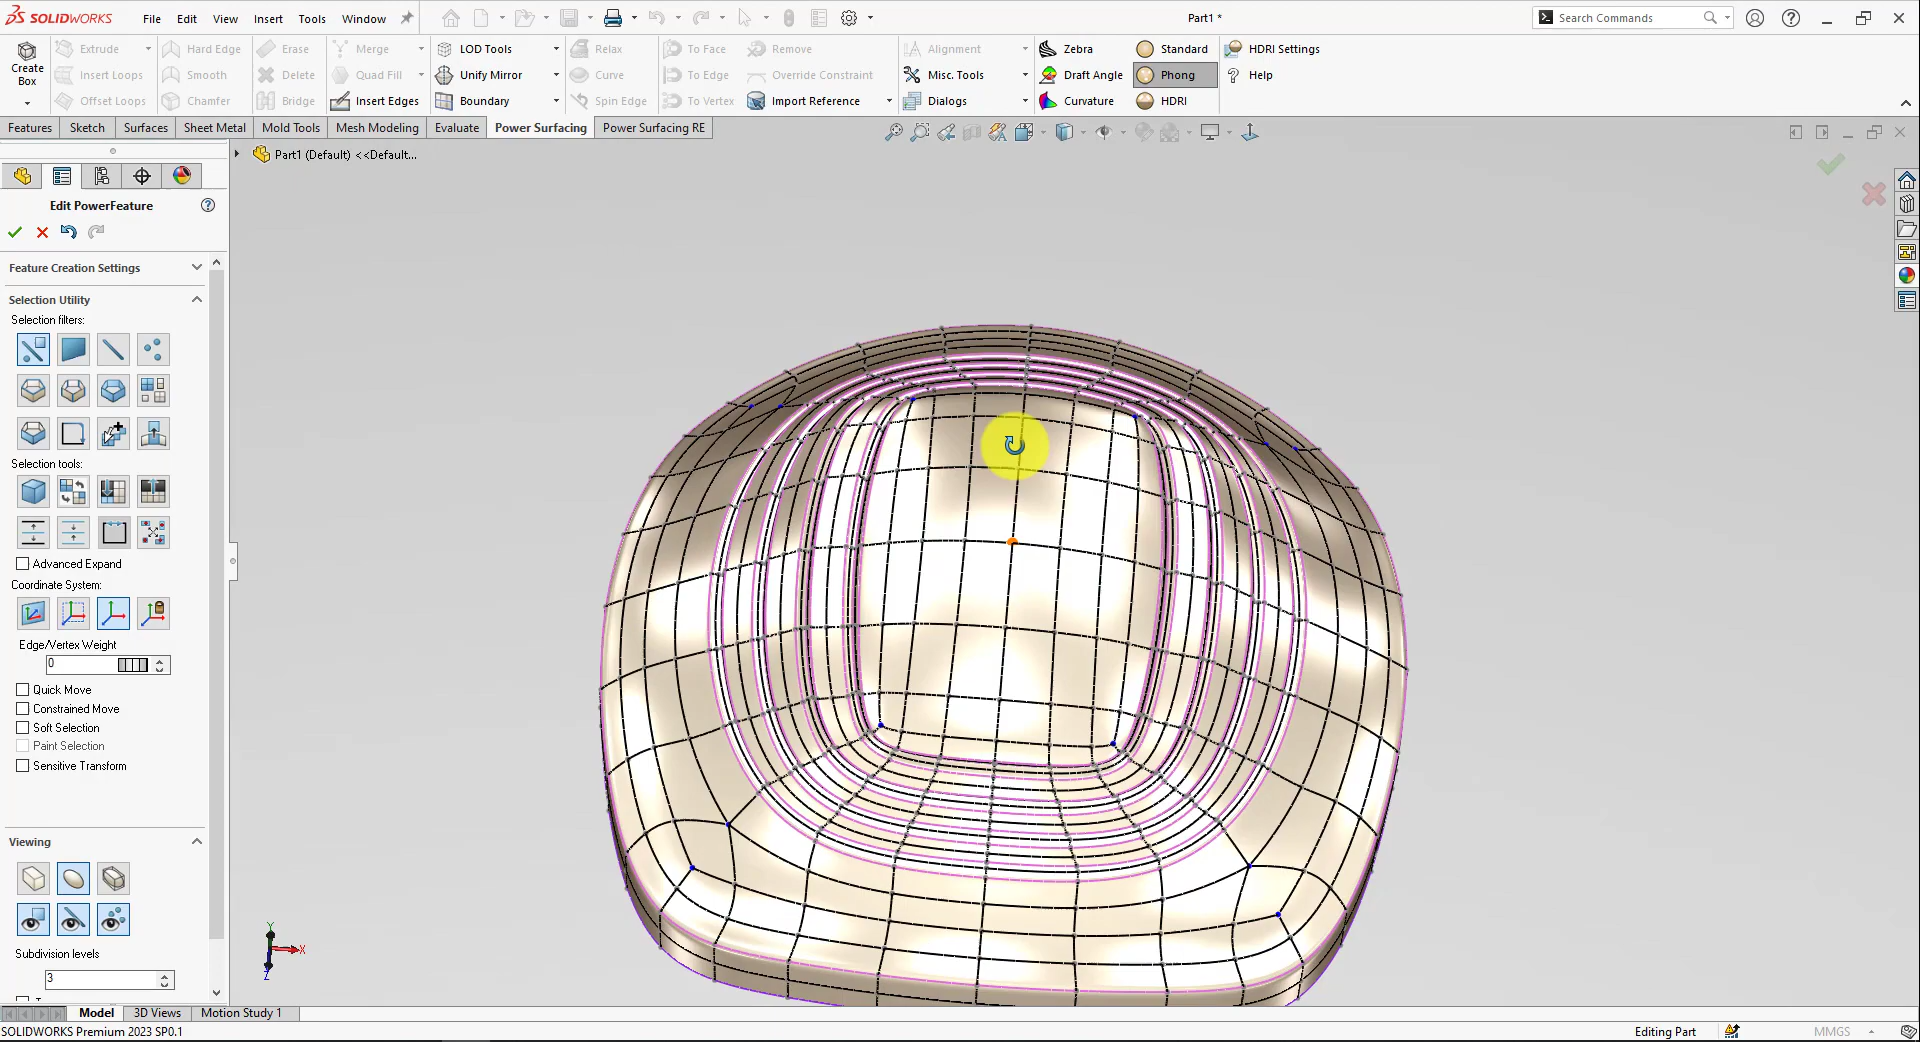 SOLIDWORKS
File Edit View Insert Tools Window
Part1 *
Search Commands
Create Box
Extrude
Insert Loops
Offset Loops
Hard Edge
Smooth
Chamfer
Erase
Delete
Bridge
Merge
Quad Fill
Insert Edges
LOD Tools
Unify Mirror
Boundary
Relax
Curve
Spin Edge
To Face
To Edge
To Vertex
Remove
Override Constraint
Import Reference
Alignment
Misc. Tools
Dialogs
Zebra
Draft Angle
Curvature
Standard
Phong
HDRI
HDRI Settings
Help
Features Sketch Surfaces Sheet Metal Mold Tools Mesh Modeling Evaluate Power Surfacing Power Surfacing RE
Part1 (Default) <<Default...
Edit PowerFeature
Feature Creation Settings
Selection Utility
Selection filters:
Selection tools:
Advanced Expand
Coordinate System:
Edge/Vertex Weight
0
Quick Move
Constrained Move
Soft Selection
Paint Selection
Sensitive Transform
Viewing
Subdivision levels
3
Y
X
Z
Model 3D Views Motion Study 1
SOLIDWORKS Premium 2023 SP0.1
Editing Part
MMGS